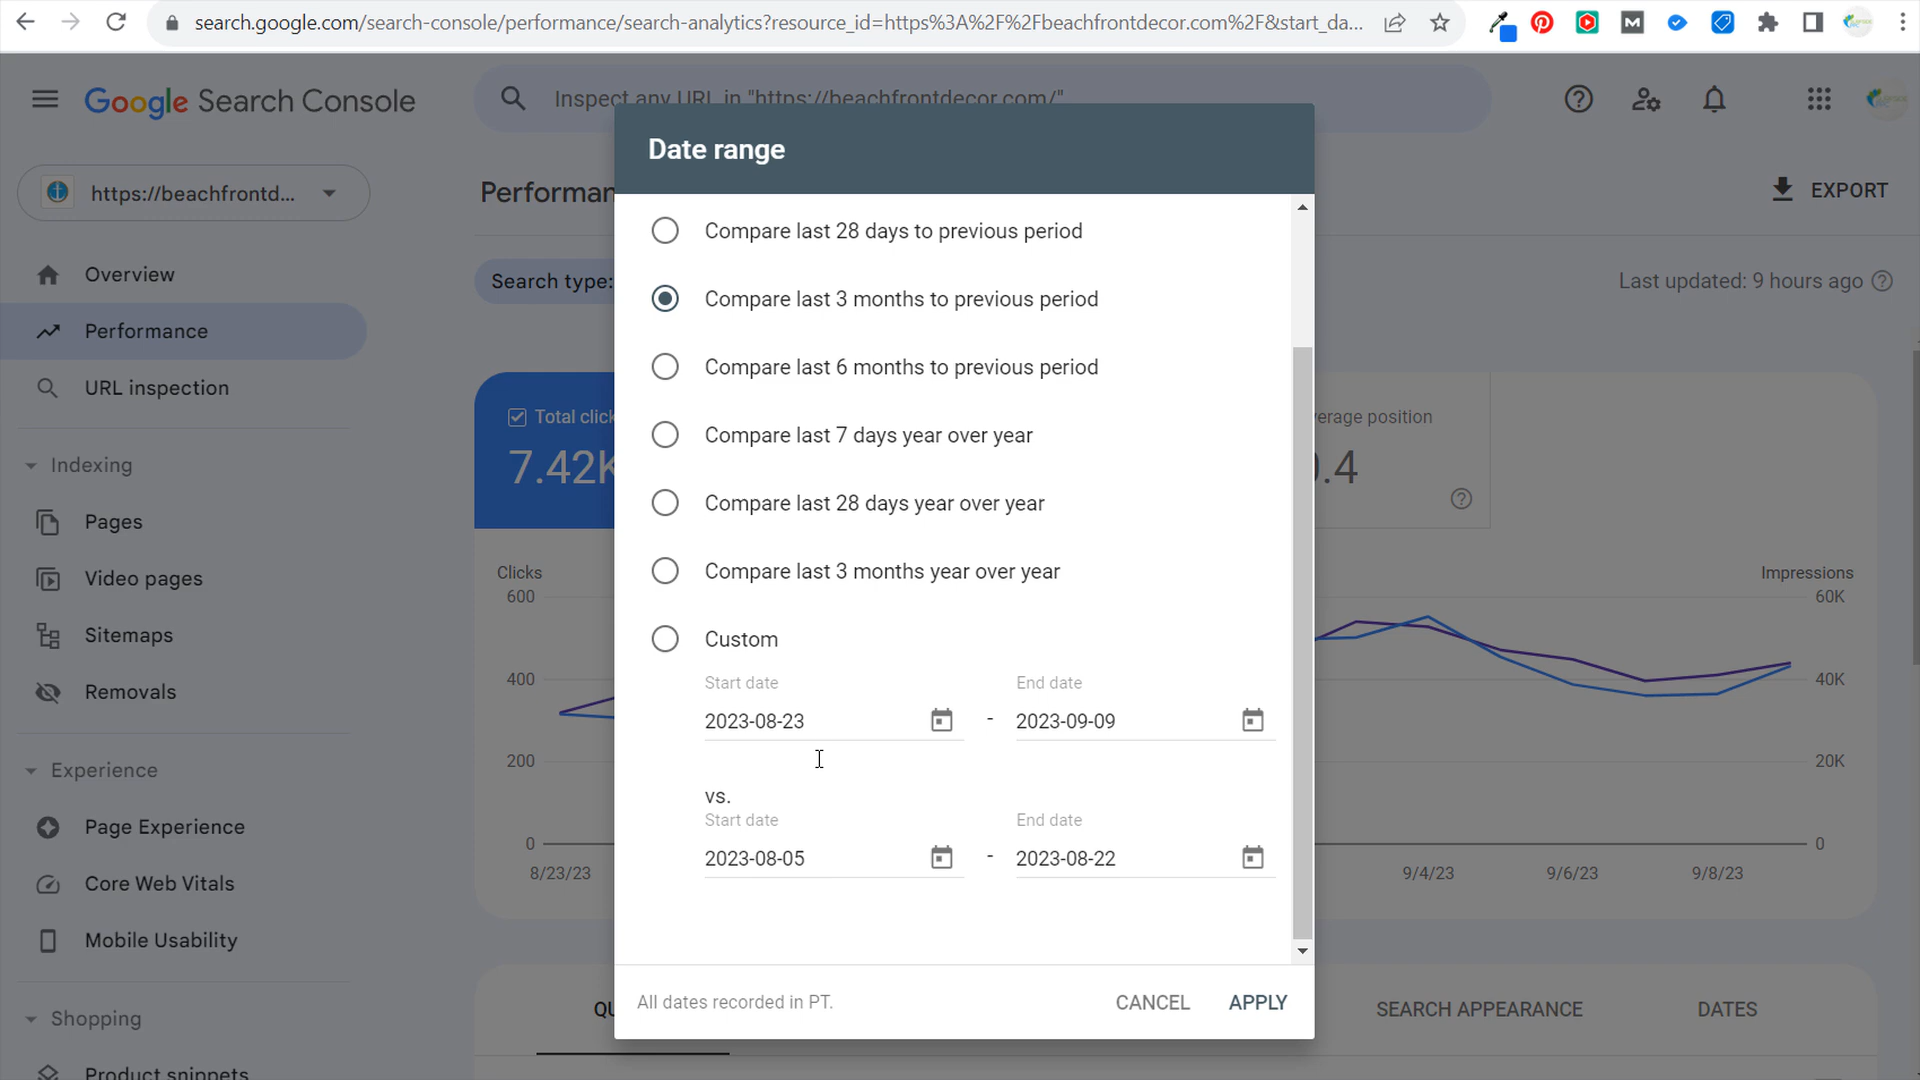 search.google.com/search-console/performance/search-analytics?resource_id=https%3A%2F%2Fbeachfrontdecor.com%2F&start_da...
Google Search Console
Inspect any URL in "https://beachfrontdecor.com/"
Date range
https://beachfrontd...
Performan
EXPORT
Compare last 28 days to previous period
Overview
Search type:
Last updated: 9 hours ago
Compare last 3 months to previous period
Performance
Compare last 6 months to previous period
URL inspection
Total click
erage position
Compare last 7 days year over year
Indexing
7.42K
.4
Compare last 28 days year over year
Pages
Compare last 3 months year over year
Video pages
Clicks
Impressions
600
60K
Sitemaps
Custom
Start date
End date
400
40K
Removals
2023-08-23
-
2023-09-09
200
20K
Experience
vs.
Start date
End date
Page Experience
0
0
2023-08-05
-
2023-08-22
8/23/23
9/4/23
9/6/23
9/8/23
Core Web Vitals
Mobile Usability
All dates recorded in PT.
CANCEL
APPLY
QU
SEARCH APPEARANCE
DATES
Shopping
Product snippets